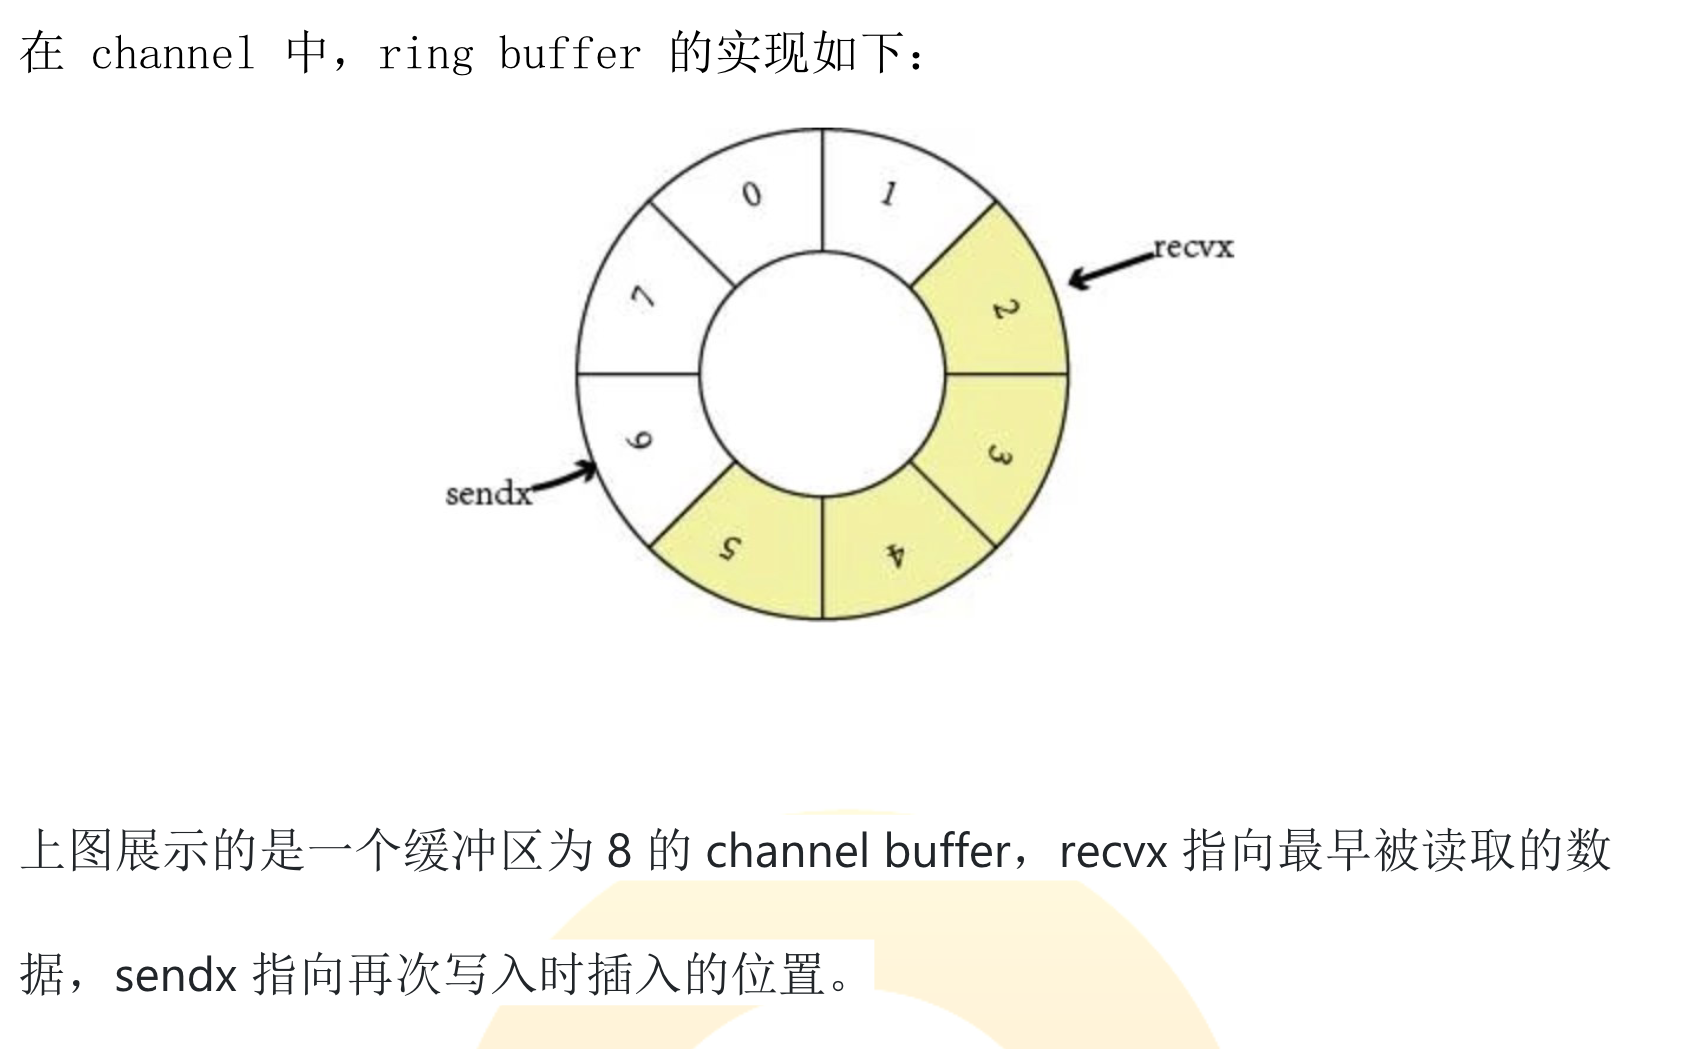 在 channel 中，ring buffer 的实现如下：
0
1
recvx
7
2
6
3
sendx
5
4
上图展示的是一个缓冲区为 8 的 channel buffer，recvx 指向最早被读取的数
据，sendx 指向再次写入时插入的位置。